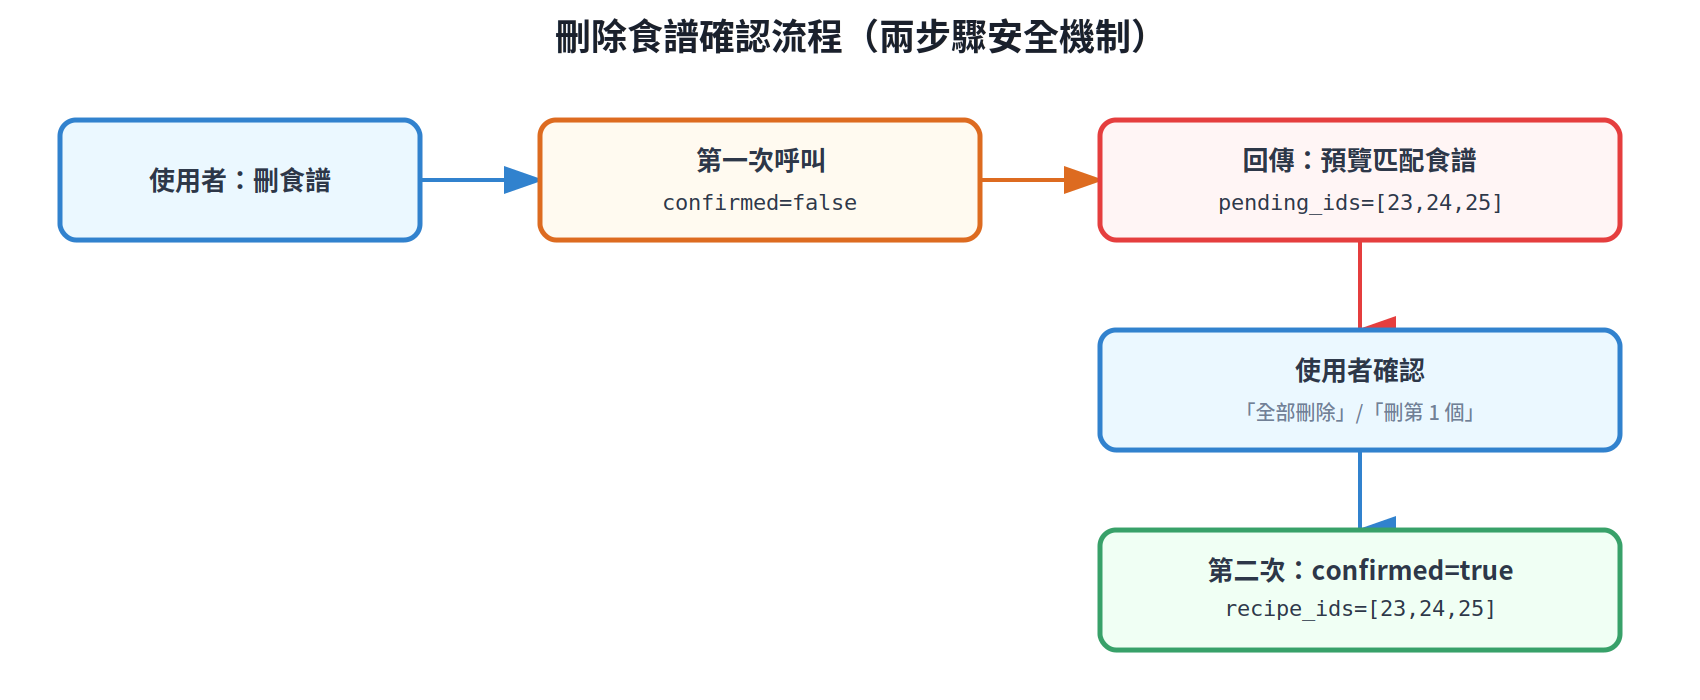 刪除食譜確認流程（兩步驟安全機制）
使用者：刪食譜
第一次呼叫
confirmed=false
回傳：預覽匹配食譜
pending_ids=[23,24,25]
使用者確認
「全部刪除」/「刪第 1 個」
第二次：confirmed=true
recipe_ids=[23,24,25]